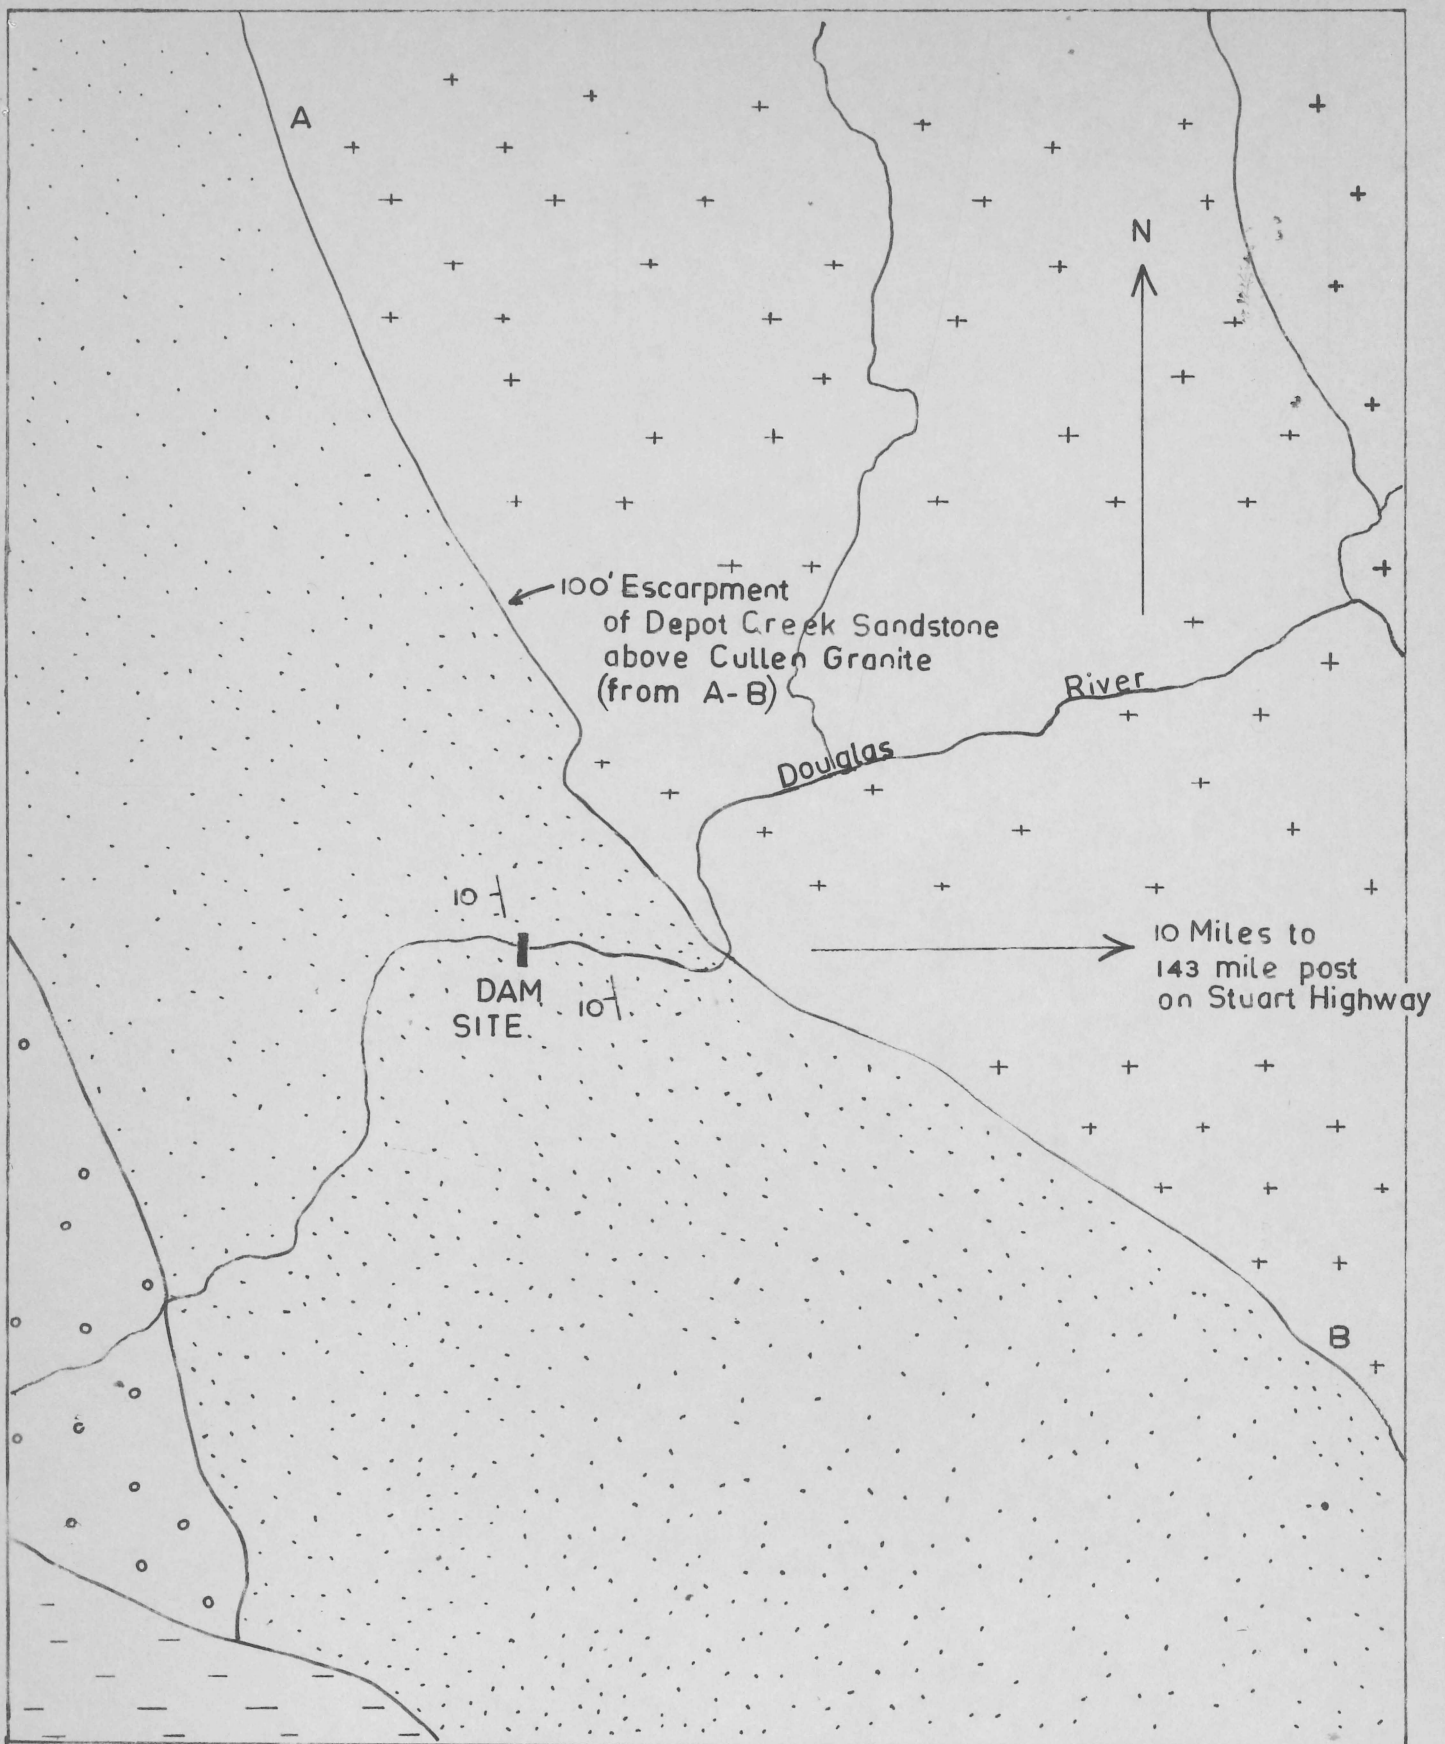 A
N
100' Escarpment
of Depot Creek Sandstone
above Cullen Granite
(from A-B)
River
Douglas
10
10 Miles to
143 mile post
on Stuart Highway
DAM
SITE.
10
B